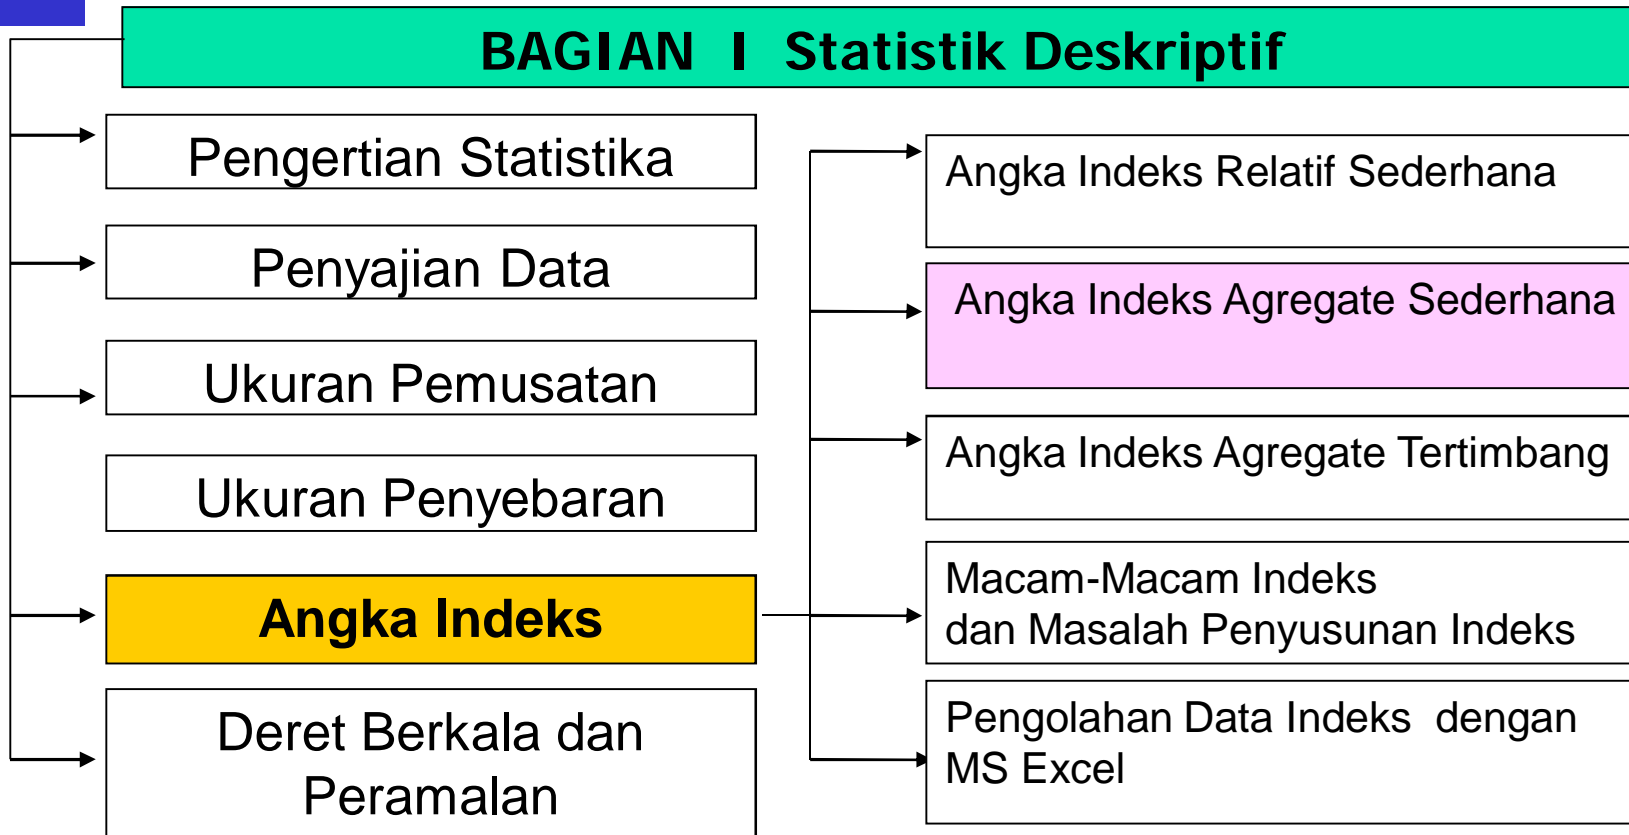 BAGIAN I Statistik Deskriptif
Pengertian Statistika
Penyajian Data
Ukuran Pemusatan
Ukuran Penyebaran
Angka Indeks
Deret Berkala dan
Peramalan
Angka Indeks Relatif Sederhana
Angka Indeks Agregate Sederhana
Angka Indeks Agregate Tertimbang
Macam-Macam Indeks
dan Masalah Penyusunan Indeks
Pengolahan Data Indeks dengan
MS Excel